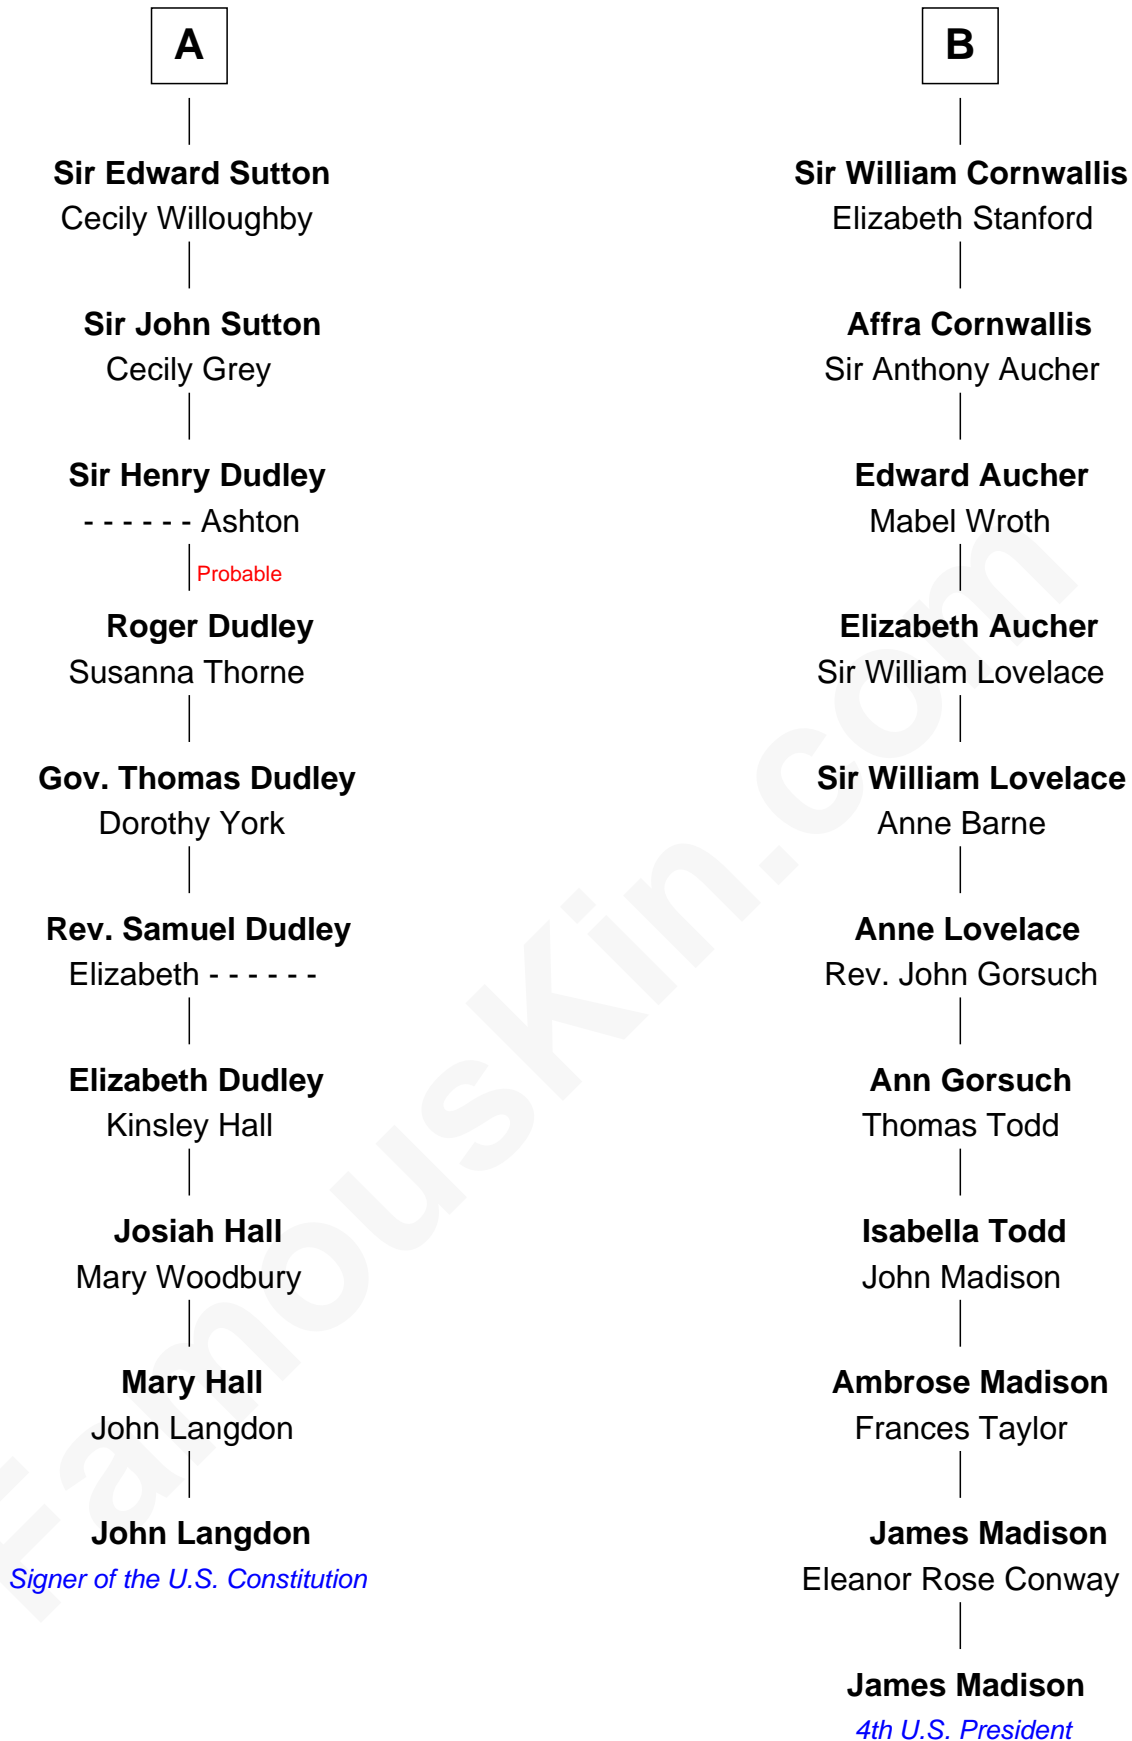 A
Sir Edward Sutton
Cecily Willoughby
Sir John Sutton
Cecily Grey
Sir Henry Dudley
- - - - - - Ashton
Probable
Roger Dudley
Susanna Thorne
Gov. Thomas Dudley
Dorothy York
Rev. Samuel Dudley
Elizabeth - - - - - -
Elizabeth Dudley
Kinsley Hall
Josiah Hall
Mary Woodbury
Mary Hall
John Langdon
John Langdon
Signer of the U.S. Constitution
B
Sir William Cornwallis
Elizabeth Stanford
Affra Cornwallis
Sir Anthony Aucher
Edward Aucher
Mabel Wroth
Elizabeth Aucher
Sir William Lovelace
Sir William Lovelace
Anne Barne
Anne Lovelace
Rev. John Gorsuch
Ann Gorsuch
Thomas Todd
Isabella Todd
John Madison
Ambrose Madison
Frances Taylor
James Madison
Eleanor Rose Conway
James Madison
4th U.S. President
FamousKin.com